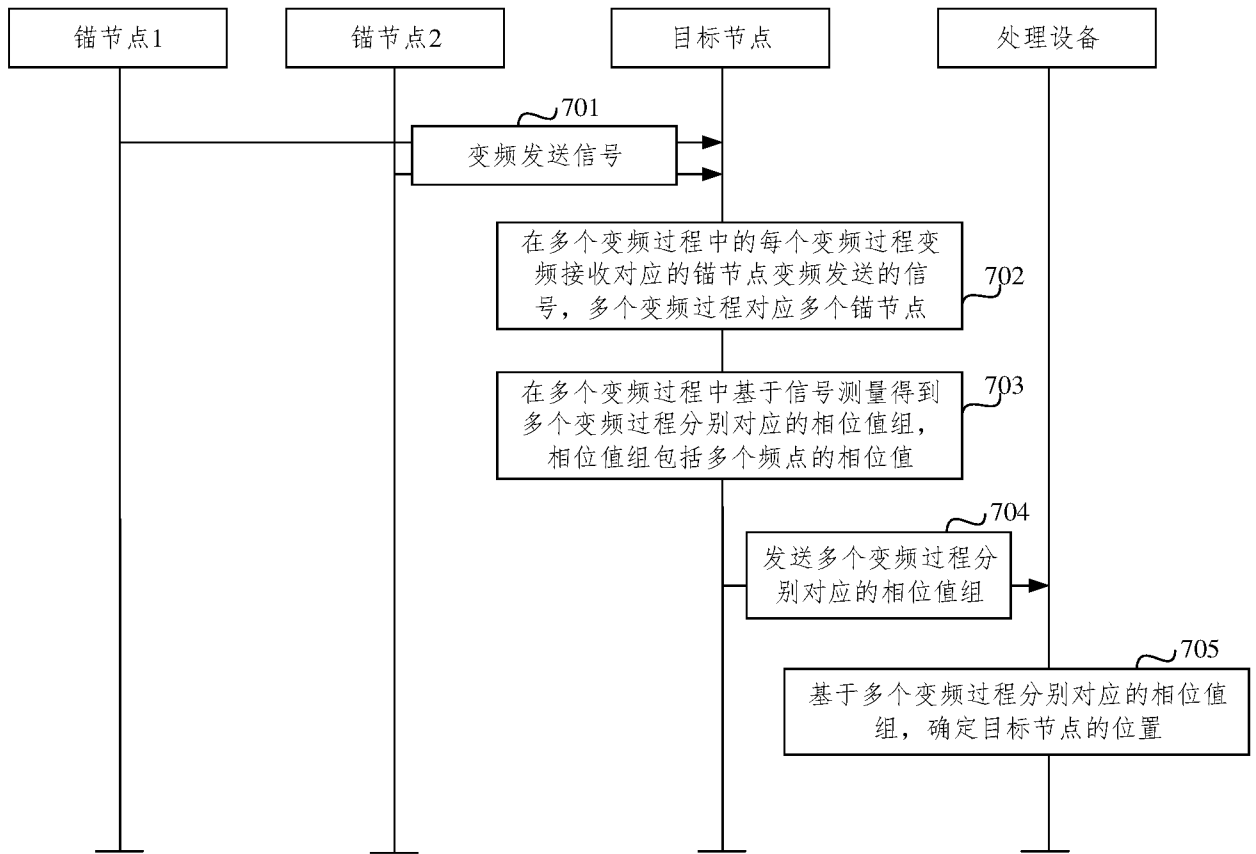 锚节点1
锚节点2
目标节点
处理设备
701
变频发送信号
在多个变频过程中的每个变频过程变
频接收对应的锚节点变频发送的信
号，多个变频过程对应多个锚节点
702
在多个变频过程中基于信号测量得到
多个变频过程分别对应的相位值组，
相位值组包括多个频点的相位值
703
704
发送多个变频过程分
别对应的相位值组
705
基于多个变频过程分别对应的相位值
组，确定目标节点的位置